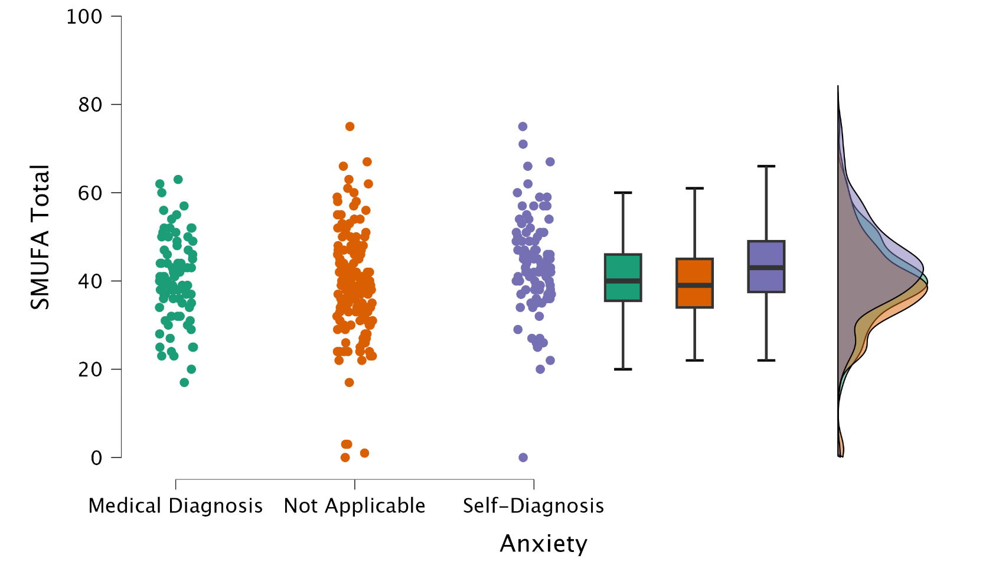 100
80
60
40
20
0
SMUFA Total
Medical Diagnosis
Not Applicable
Self-Diagnosis
Anxiety